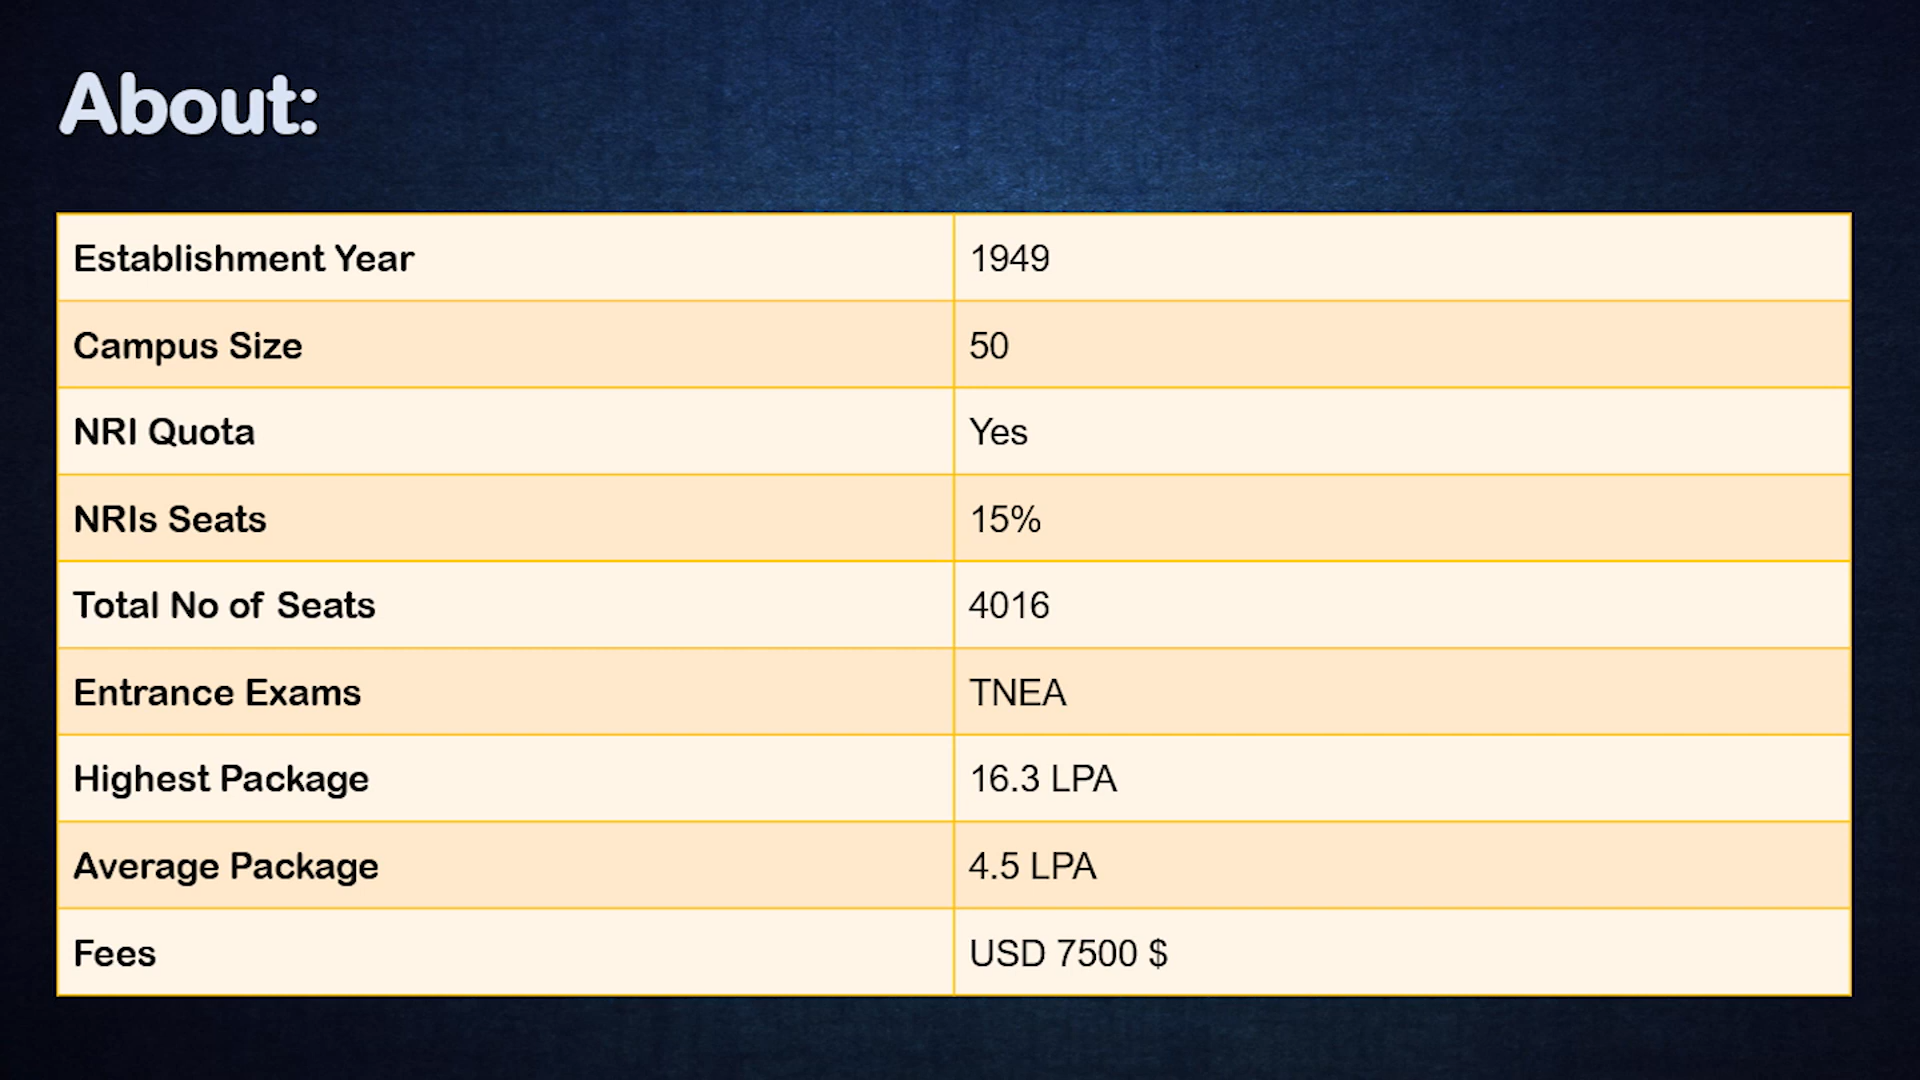 About:
Establishment Year 1949
Campus Size 50
NRI Quota Yes
NRIs Seats 15%
Total No of Seats 4016
Entrance Exams TNEA
Highest Package 16.3 LPA
Average Package 4.5 LPA
Fees USD 7500 $